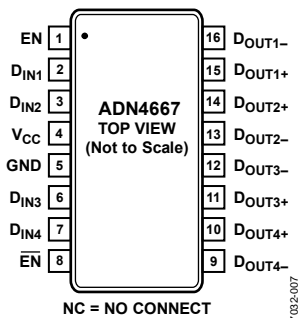 EN 1
DIN1 2
DIN2 3
VCC 4
GND 5
DIN3 6
DIN4 7
E̅N̅ 8
ADN4667
TOP VIEW
(Not to Scale)
16 DOUT1–
15 DOUT1+
14 DOUT2+
13 DOUT2–
12 DOUT3–
11 DOUT3+
10 DOUT4+
9 DOUT4–
NC = NO CONNECT
7032-007